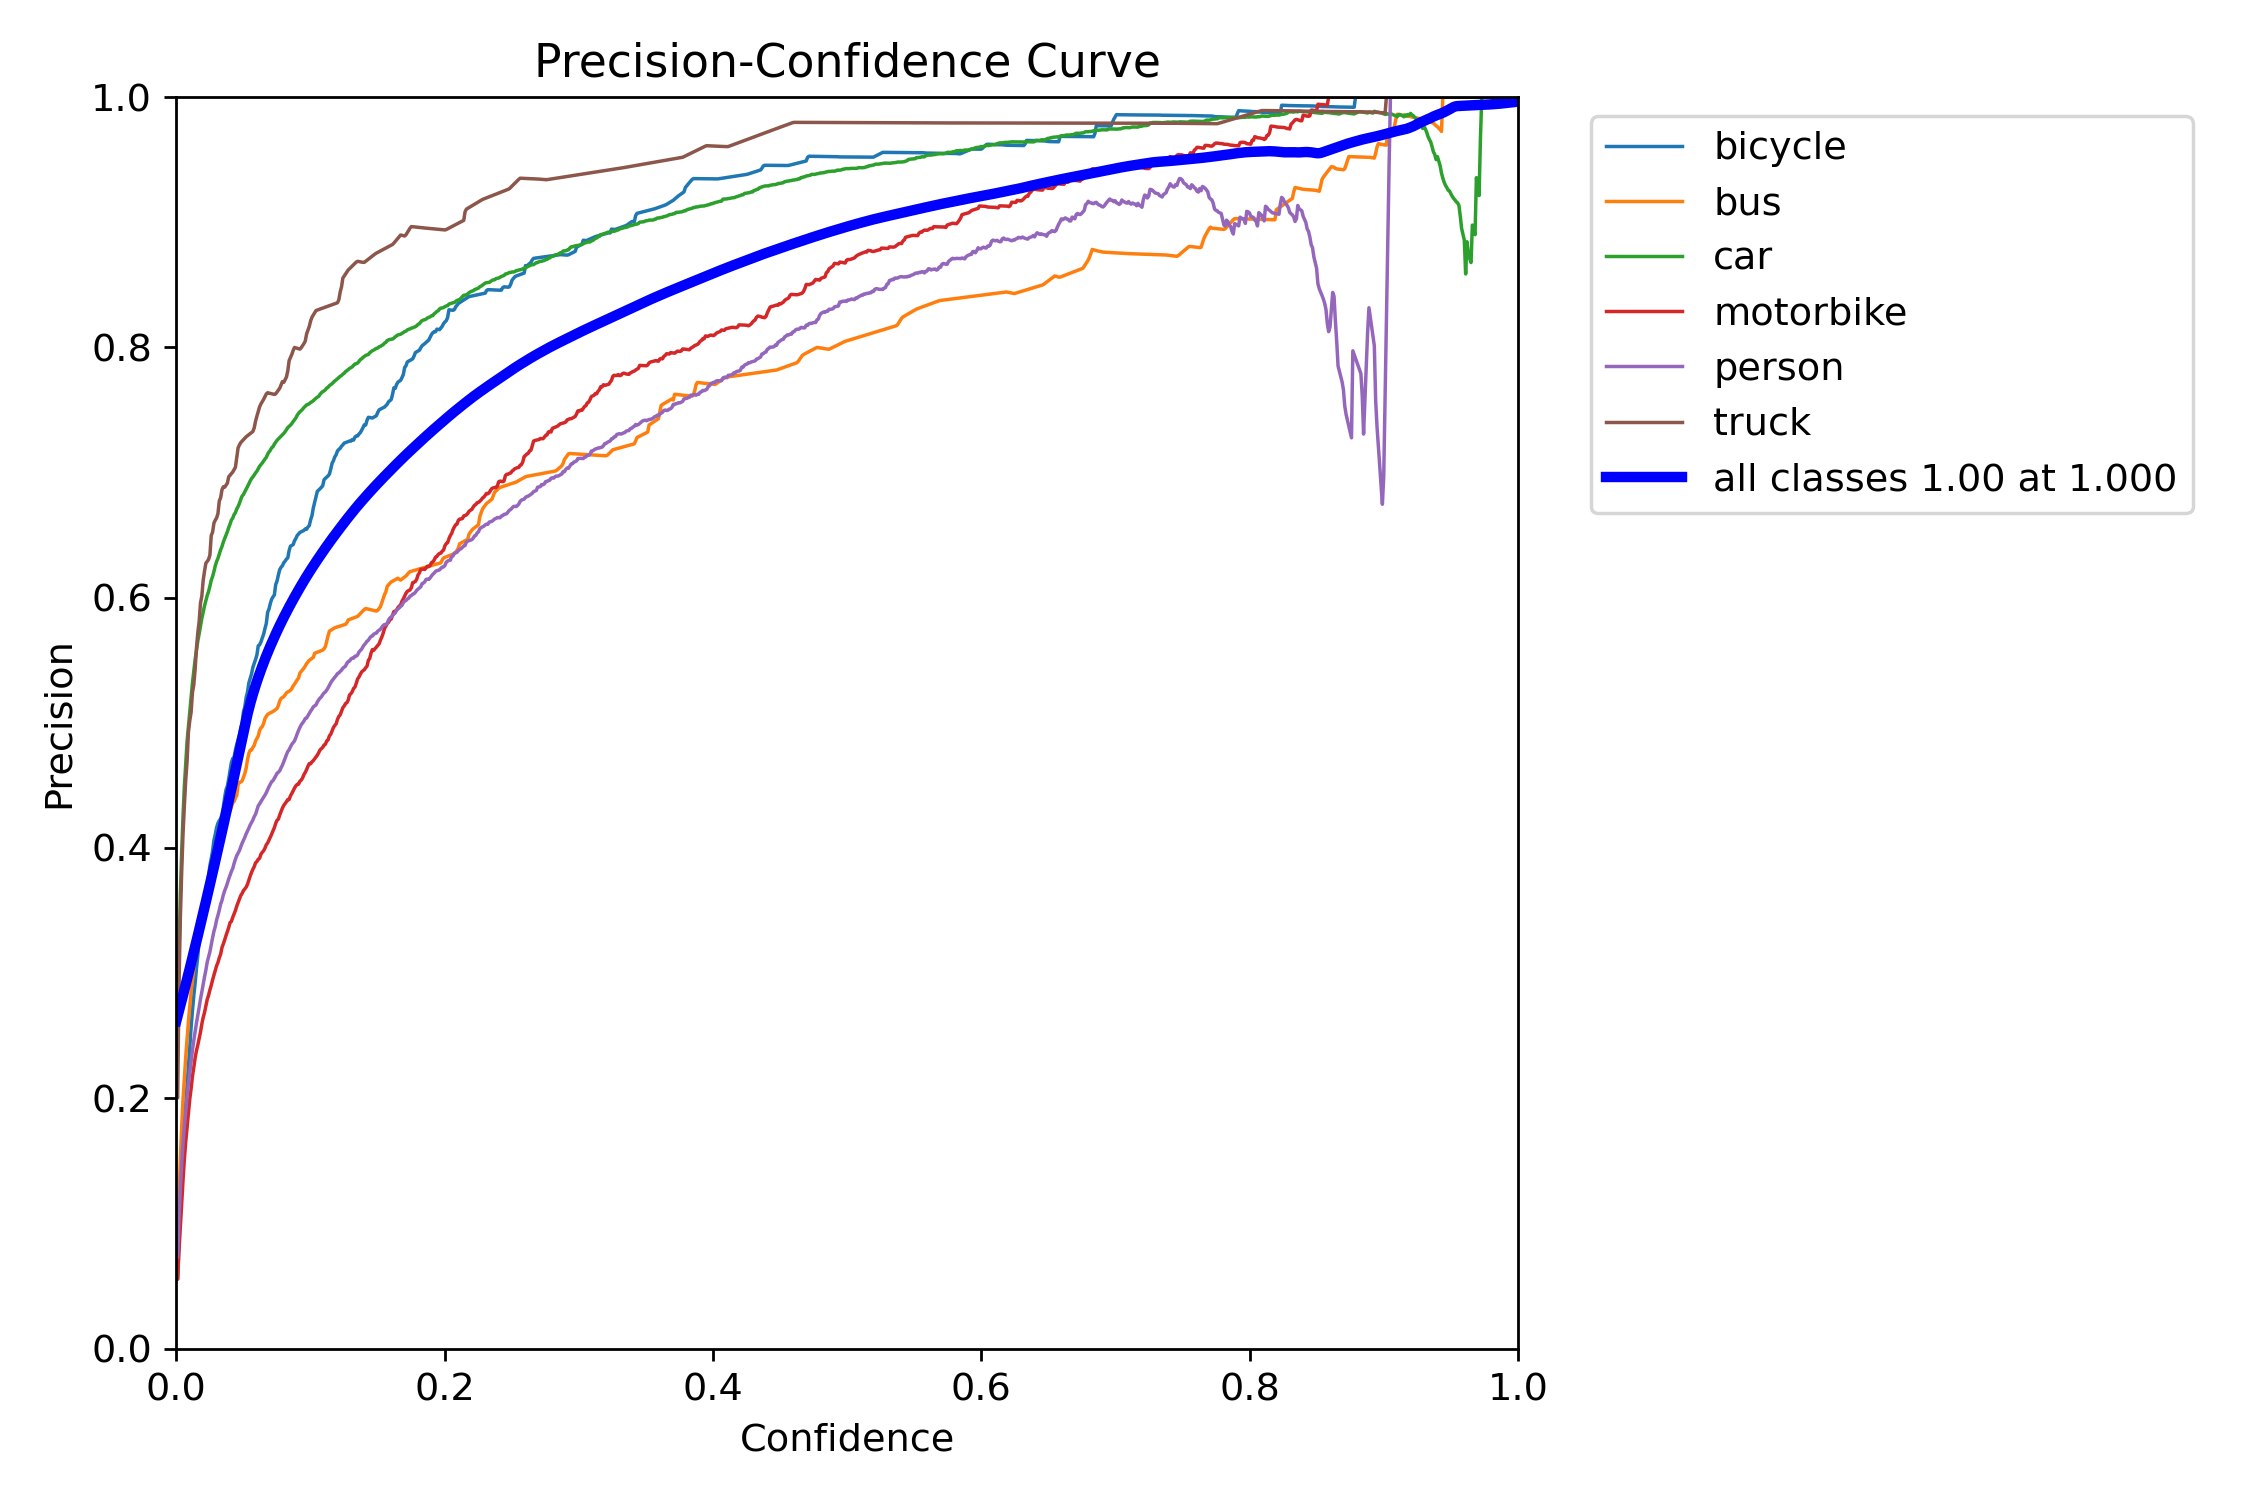 Precision-Confidence Curve
1.0
0.8
0.6
0.4
0.2
0.0
Precision
0.0 0.2 0.4 0.6 0.8 1.0
Confidence
bicycle
bus
car
motorbike
person
truck
all classes 1.00 at 1.000